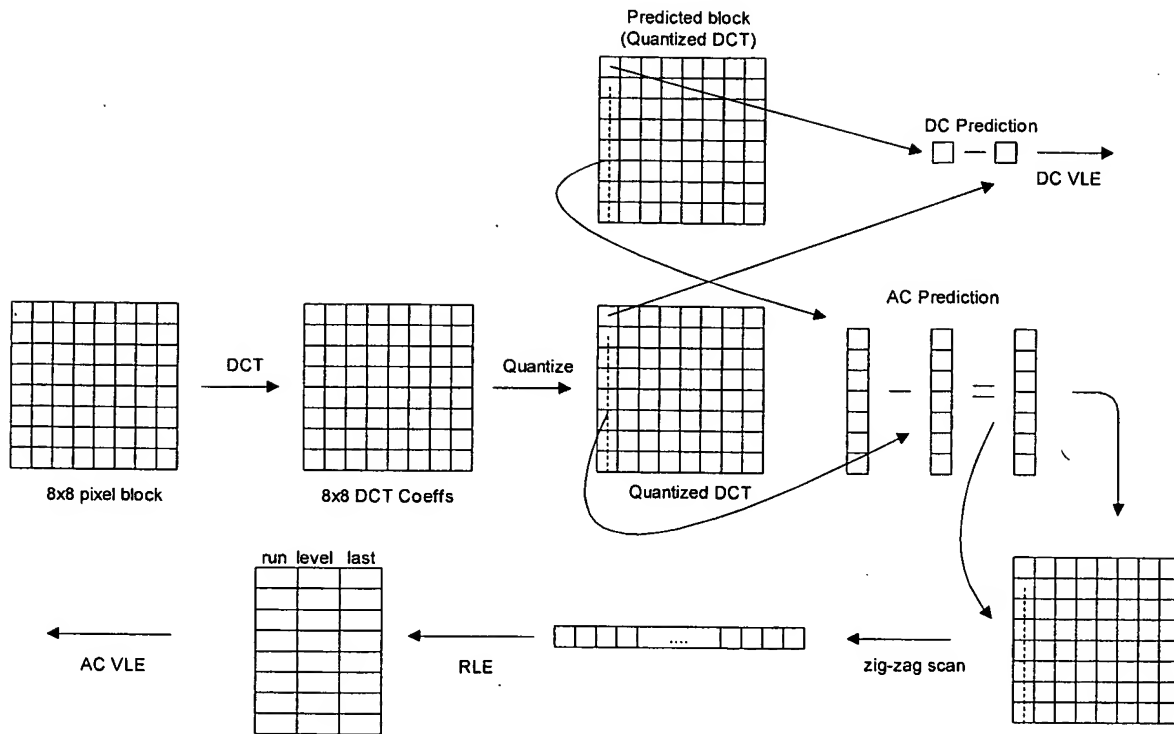 Predicted block
(Quantized DCT)
DC Prediction
DC VLE
AC Prediction
DCT
Quantize
8x8 pixel block
8x8 DCT Coeffs
Quantized DCT
run level last
....
AC VLE
RLE
zig-zag scan